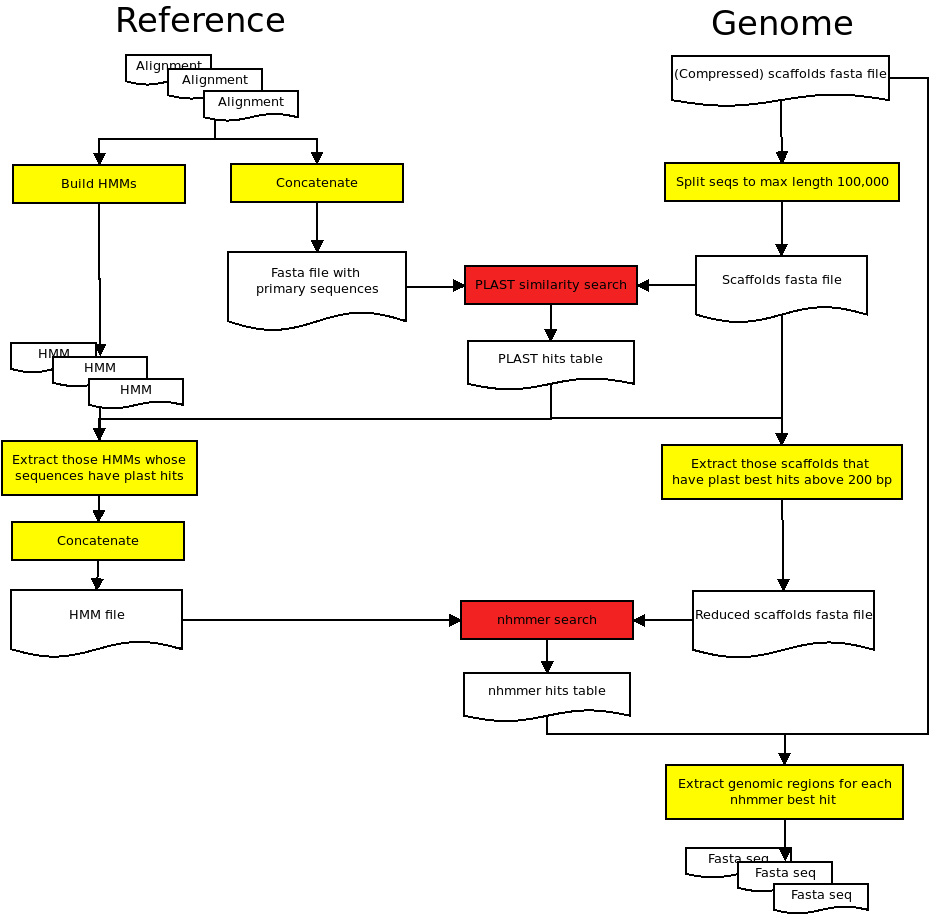 Reference
Genome
Alignment
Alignment
Alignment
(Compressed) scaffolds fasta file
Build HMMs
Concatenate
Split seqs to max length 100,000
Fasta file with
primary sequences
PLAST similarity search
Scaffolds fasta file
PLAST hits table
HMM
HMM
HMM
Extract those HMMs whose
sequences have plast hits
Extract those scaffolds that
have plast best hits above 200 bp
Concatenate
HMM file
nhmmer search
Reduced scaffolds fasta file
nhmmer hits table
Extract genomic regions for each
nhmmer best hit
Fasta seq
Fasta seq
Fasta seq